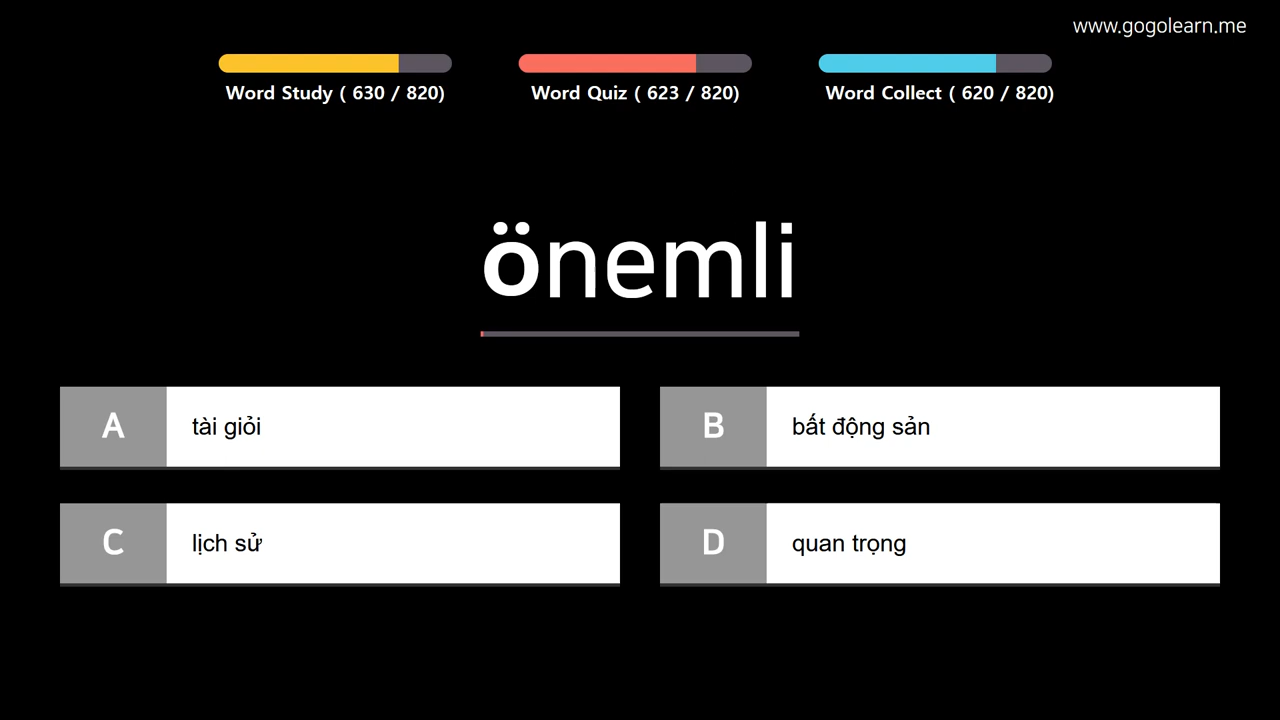 www.gogolearn.me
Word Study ( 630 / 820)
Word Quiz ( 623 / 820)
Word Collect ( 620 / 820)
önemli
A tài giỏi
B bất động sản
C lịch sử
D quan trọng